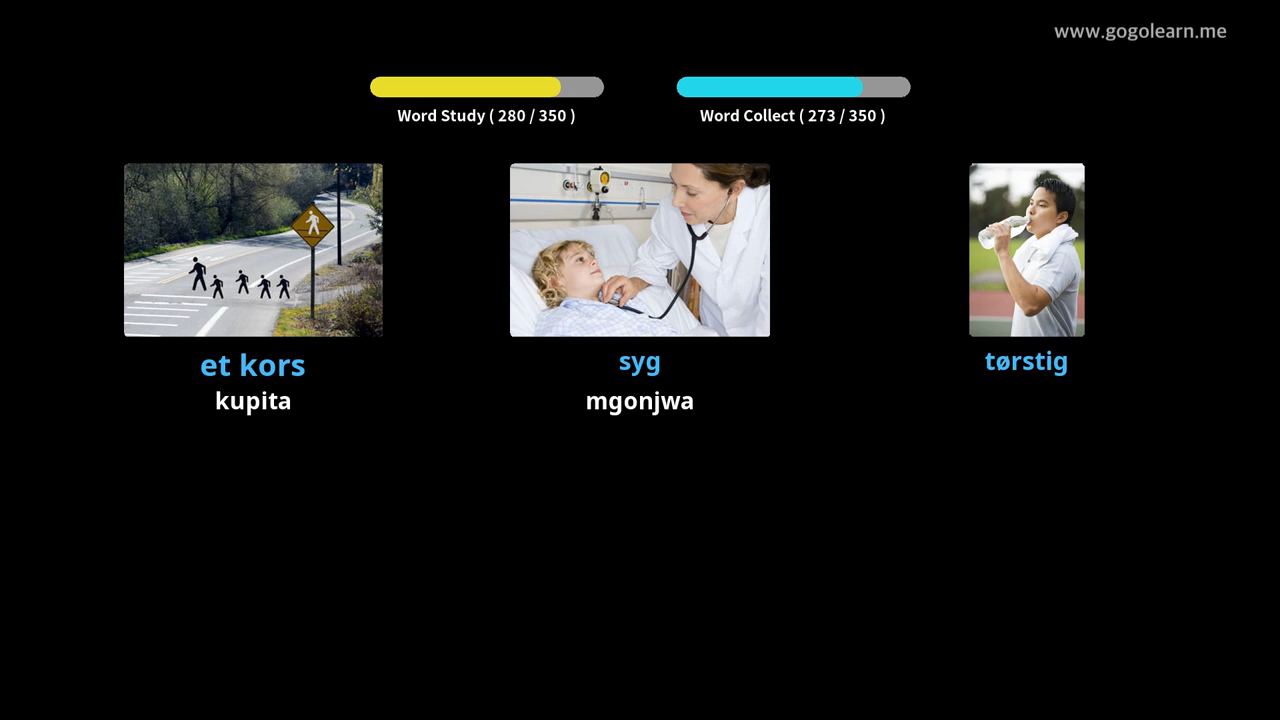 www.gogolearn.me
Word Study ( 280 / 350 )
Word Collect ( 273 / 350 )
et kors
syg
tørstig
kupita
mgonjwa